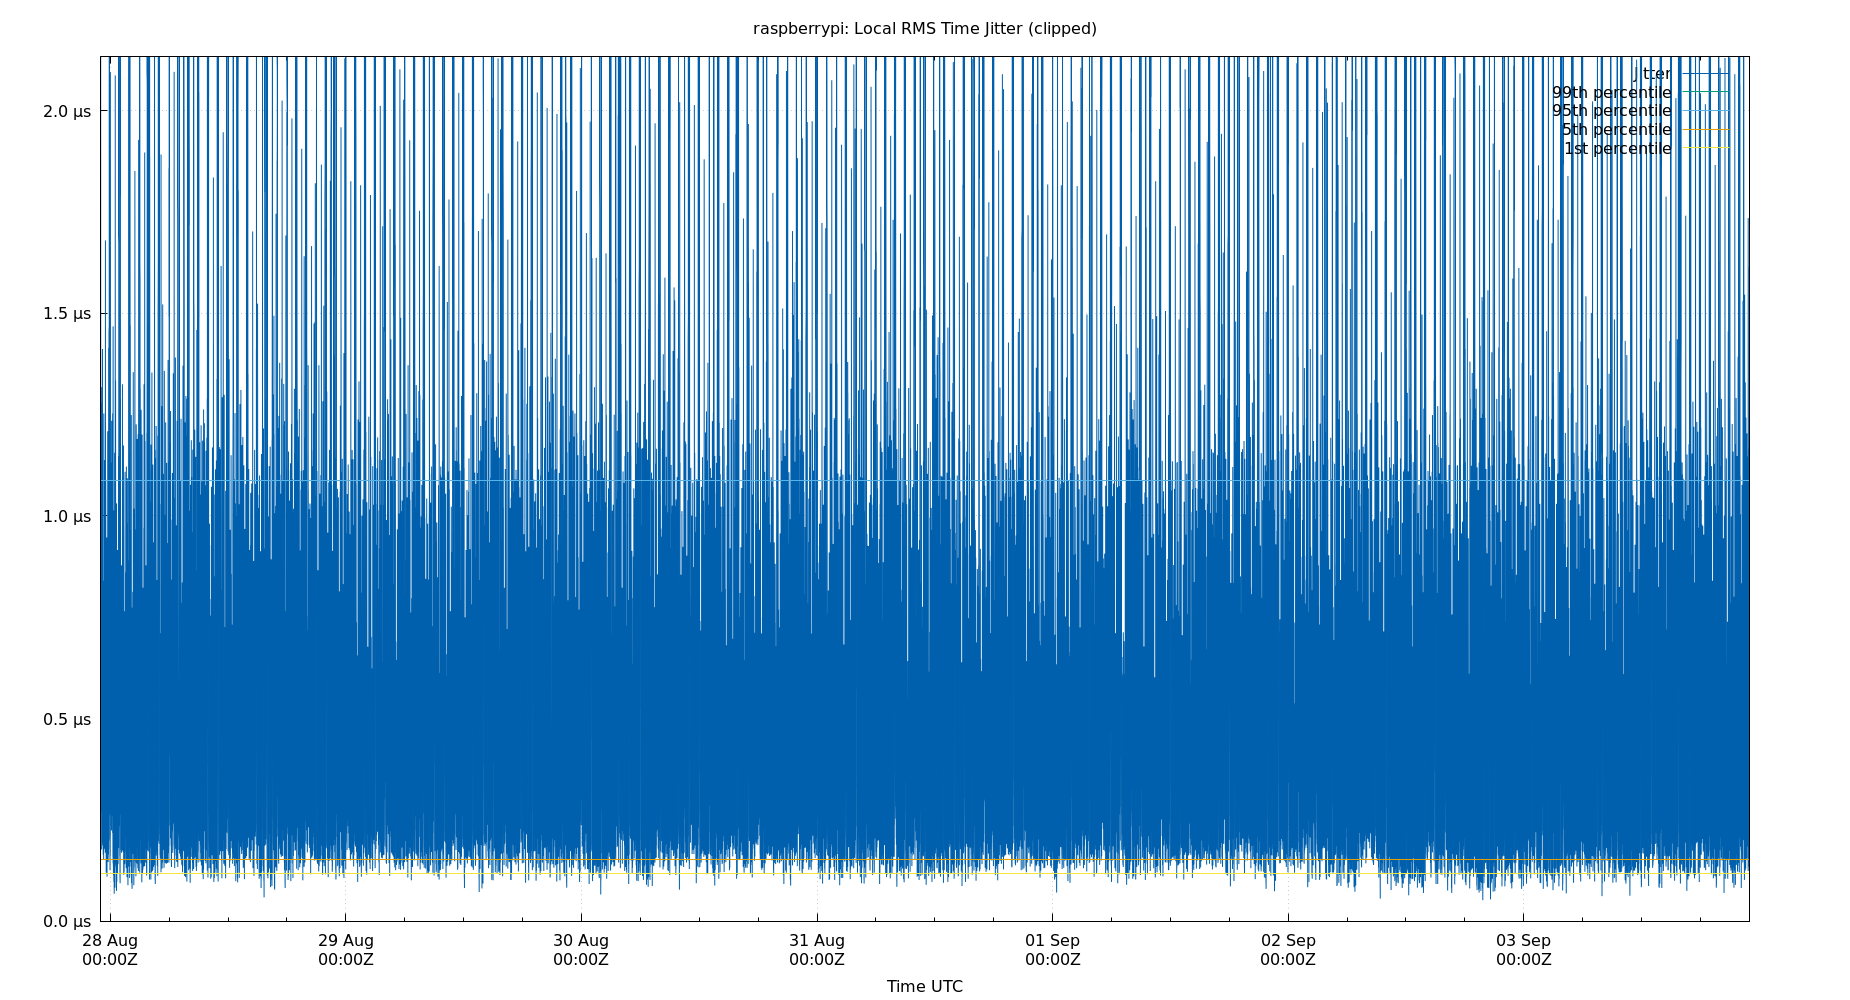 raspberrypi: Local RMS Time Jitter (clipped)
jitter
99th percentile
95th percentile
5th percentile
1st percentile
2.0 µs
1.5 µs
1.0 µs
0.5 µs
0.0 µs
28 Aug 29 Aug 30 Aug 31 Aug 01 Sep 02 Sep 03 Sep
00:00Z 00:00Z 00:00Z 00:00Z 00:00Z 00:00Z 00:00Z
Time UTC